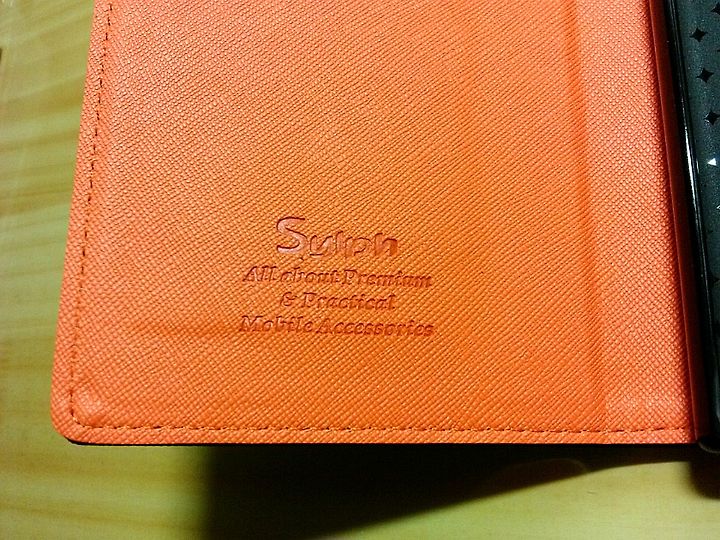 Sulph
All about Premium
& Practical
Mobile Accessories